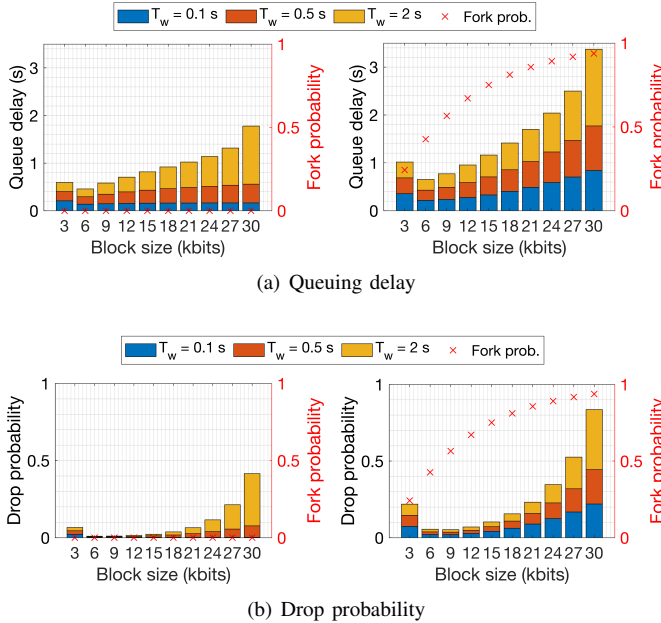 T_w = 0.1 s T_w = 0.5 s T_w = 2 s Fork prob.
Queue delay (s)
3
2
1
0
3 6 9 12 15 18 21 24 27 30
Block size (kbits)
1
0.5
0
Fork probability
Queue delay (s)
3
2
1
0
3 6 9 12 15 18 21 24 27 30
Block size (kbits)
1
0.5
0
Fork probability
(a) Queuing delay
T_w = 0.1 s T_w = 0.5 s T_w = 2 s Fork prob.
Drop probability
1
0.5
0
3 6 9 12 15 18 21 24 27 30
Block size (kbits)
1
0.5
0
Fork probability
Drop probability
1
0.5
0
3 6 9 12 15 18 21 24 27 30
Block size (kbits)
1
0.5
0
Fork probability
(b) Drop probability